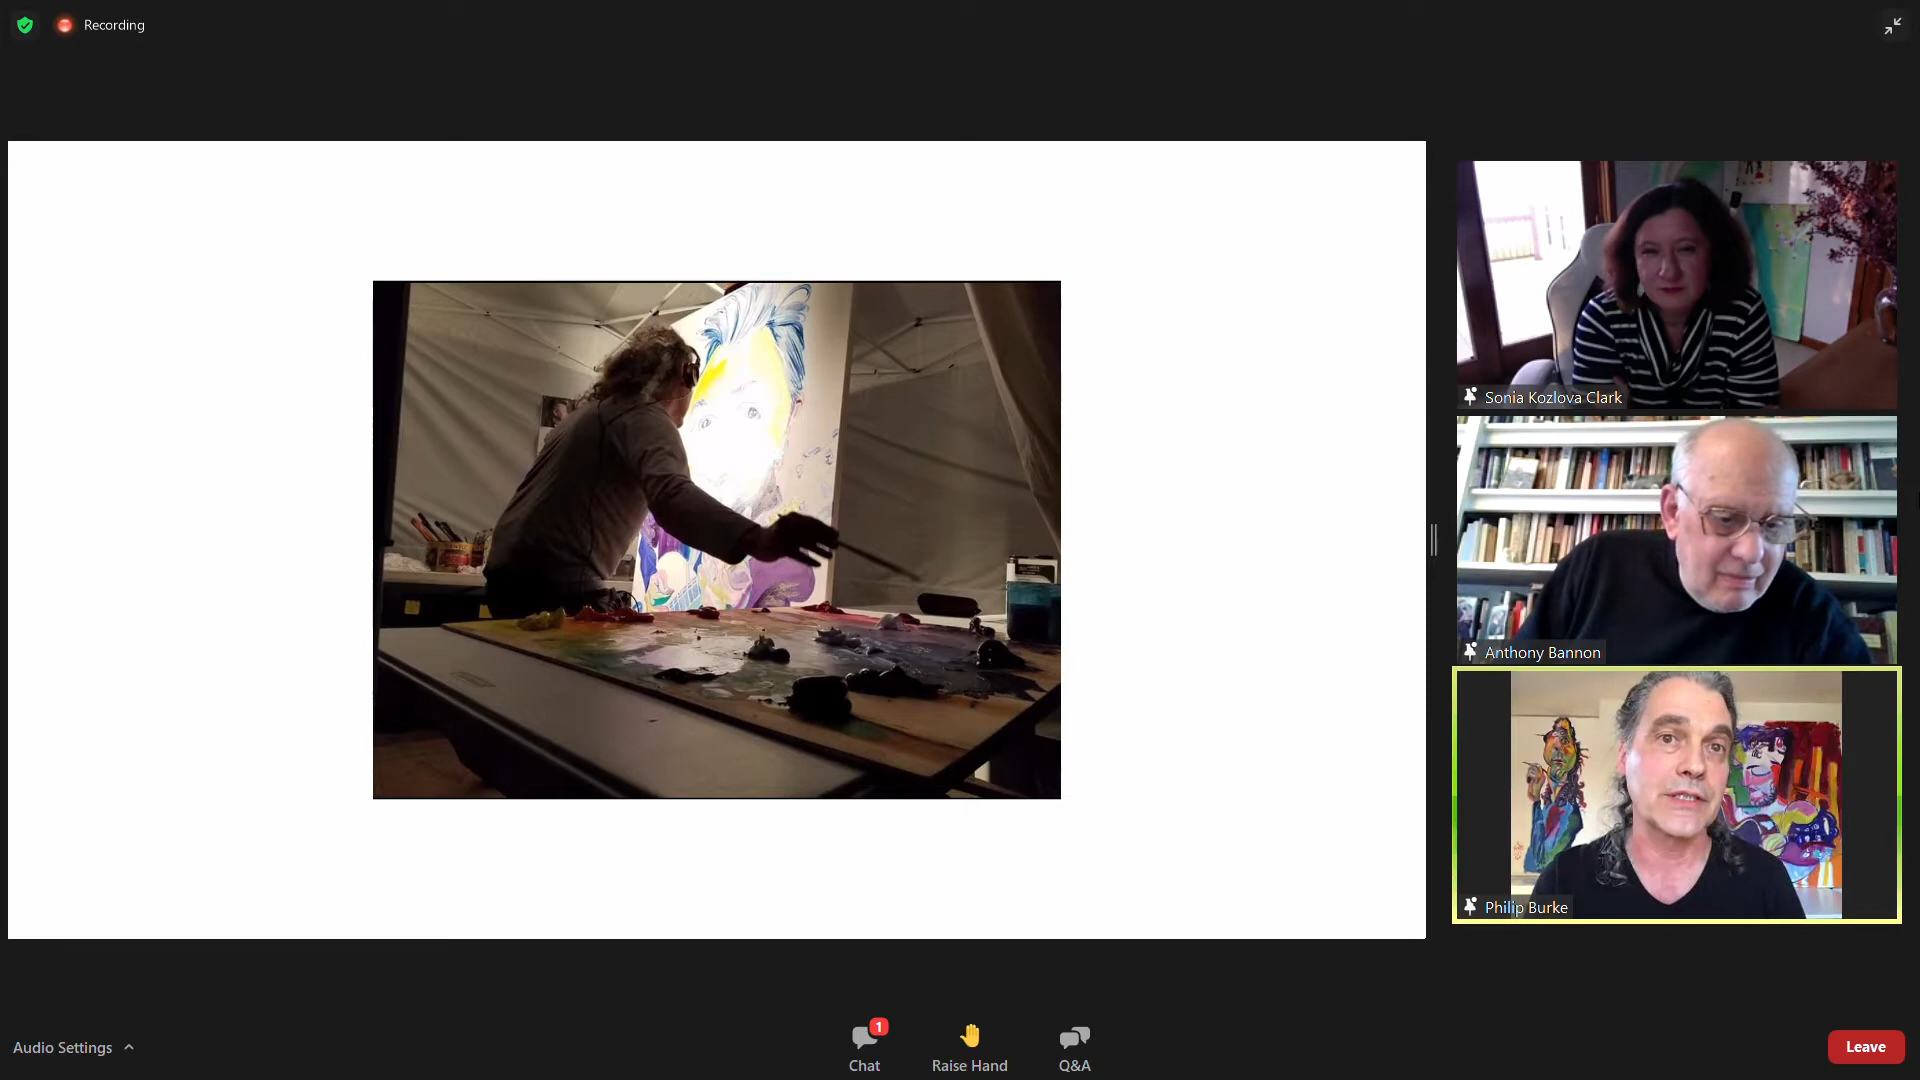 Recording
Sonia Kozlova Clark
Anthony Bannon
Philip Burke
Audio Settings
1
Chat
Raise Hand
Q&A
Leave